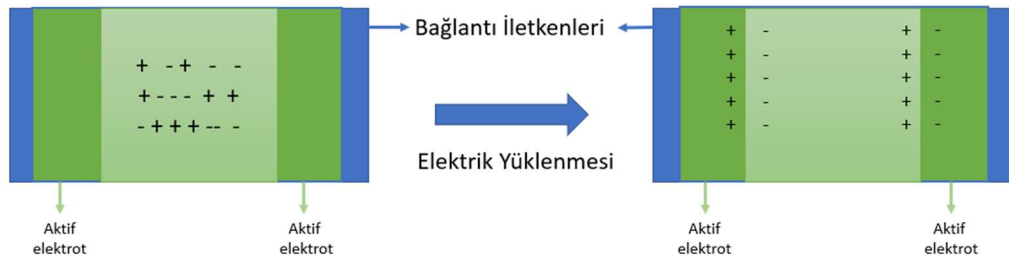 Bağlantı İletkenleri
+ - + - -
+ - - - + +
- + + + -- -
Elektrik Yüklenmesi
+ - + -
+ - + -
+ - + -
+ - + -
+ - + -
Aktif
elektrot
Aktif
elektrot
Aktif
elektrot
Aktif
elektrot